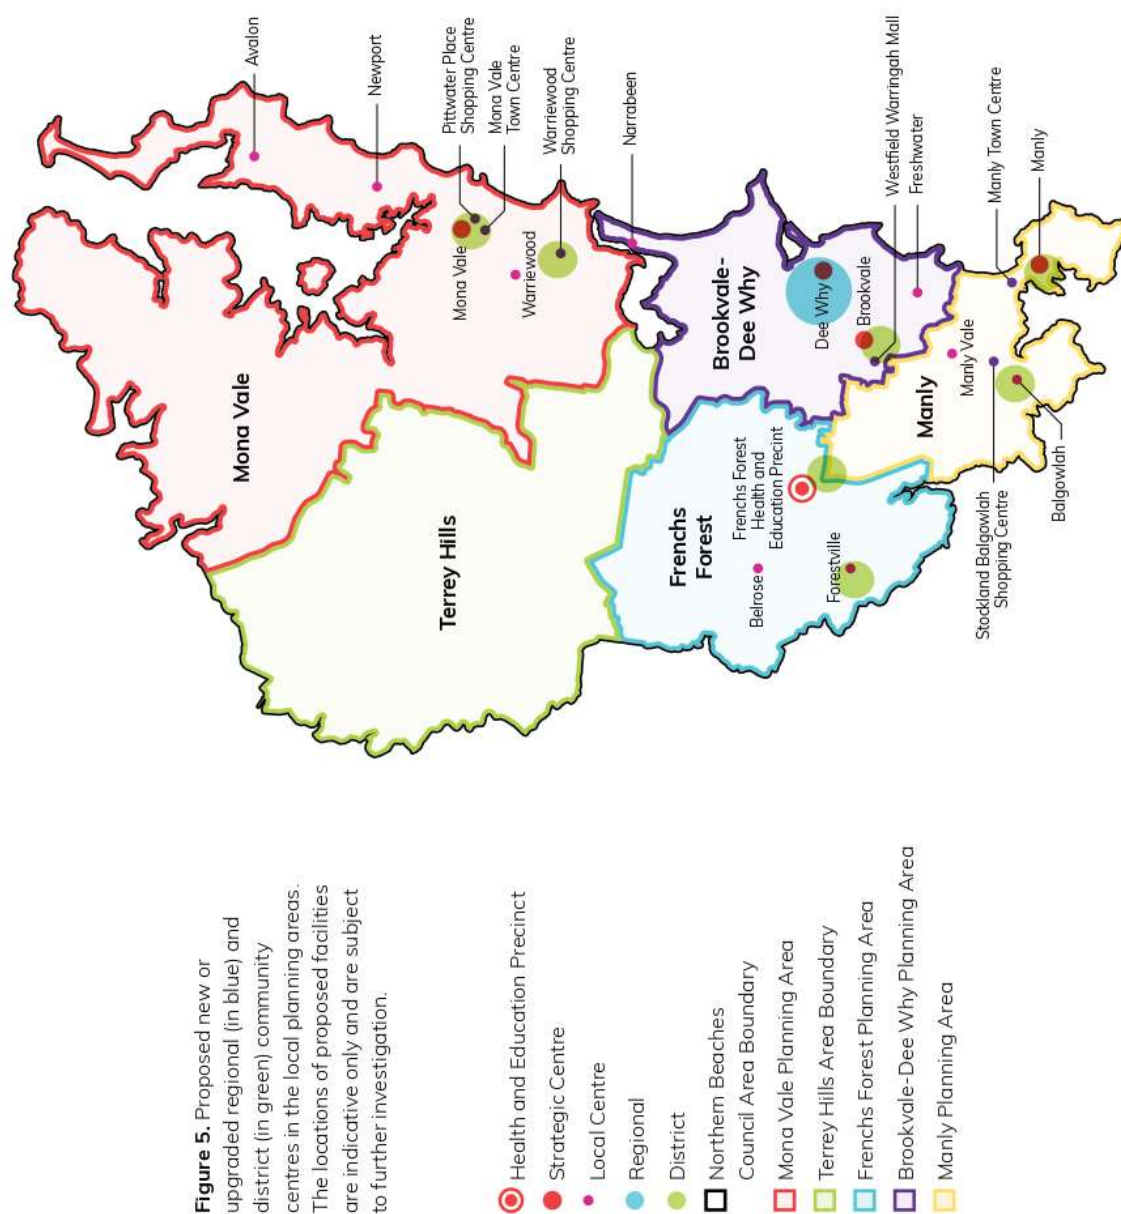 Figure 5. Proposed new or
upgraded regional (in blue) and
district (in green) community
centres in the local planning areas.
The locations of proposed facilities
are indicative only and are subject
to further investigation.
Health and Education Precinct
Strategic Centre
Local Centre
Regional
District
Northern Beaches
Council Area Boundary
Mona Vale Planning Area
Terrey Hills Area Boundary
Frenchs Forest Planning Area
Brookvale-Dee Why Planning Area
Manly Planning Area
Avalon
Newport
Pittwater Place
Shopping Centre
Mona Vale
Town Centre
Warriewood
Shopping Centre
Mona Vale
Mona Vale
Warriewood
Narrabeen
Terrey Hills
Brookvale-
Dee Why
Dee Why
Brookvale
Westfield Warringah Mall
Freshwater
Frenchs
Forest
Frenchs Forest
Health and
Education Precint
Belrose
Forestville
Manly
Manly Vale
Manly Town Centre
Manly
Stockland Balgowlah
Shopping Centre
Balgowlah